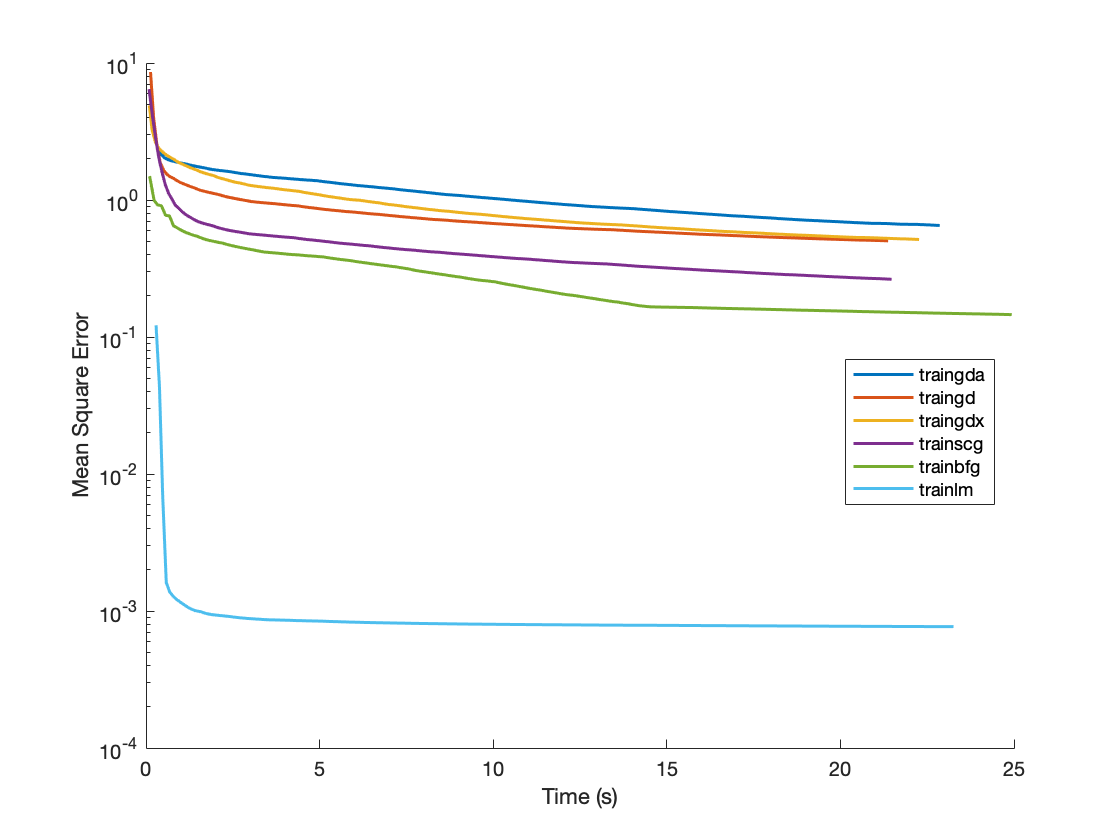 Mean Square Error
10^1
10^0
10^-1
10^-2
10^-3
10^-4
traingda
traingd
traingdx
trainscg
trainbfg
trainlm
0 5 10 15 20 25
Time (s)